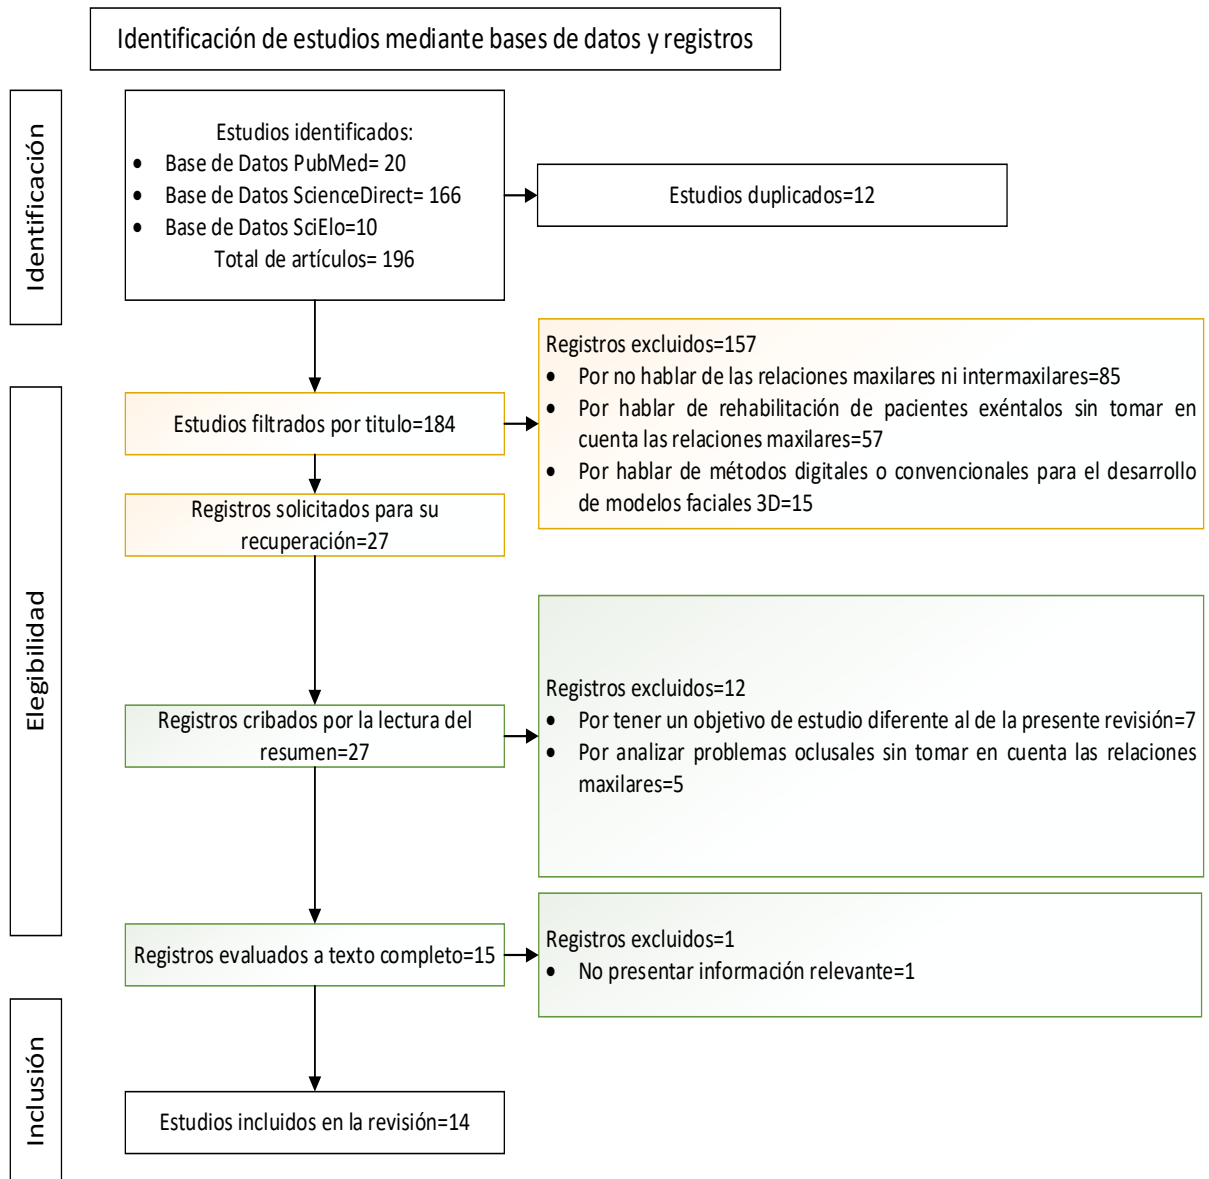 Identificación de estudios mediante bases de datos y registros
Identificación
Estudios identificados:
• Base de Datos PubMed= 20
• Base de Datos ScienceDirect= 166
• Base de Datos SciElo=10
Total de artículos= 196
Estudios duplicados=12
Elegibilidad
Estudios filtrados por titulo=184
Registros excluidos=157
• Por no hablar de las relaciones maxilares ni intermaxilares=85
• Por hablar de rehabilitación de pacientes exéntalos sin tomar en
cuenta las relaciones maxilares=57
• Por hablar de métodos digitales o convencionales para el desarrollo
de modelos faciales 3D=15
Registros solicitados para su
recuperación=27
Registros cribados por la lectura del
resumen=27
Registros excluidos=12
• Por tener un objetivo de estudio diferente al de la presente revisión=7
• Por analizar problemas oclusales sin tomar en cuenta las relaciones
maxilares=5
Registros evaluados a texto completo=15
Registros excluidos=1
• No presentar información relevante=1
Inclusión
Estudios incluidos en la revisión=14